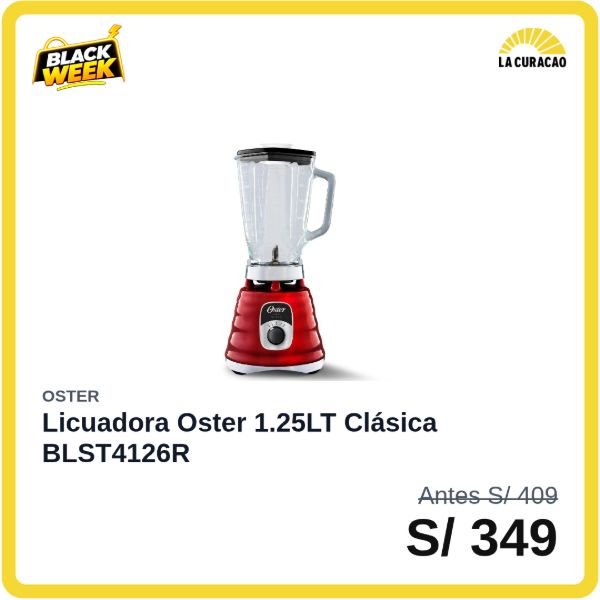 BLACK
WEEK
LA CURACAO
Oster
OSTER
Licuadora Oster 1.25LT Clásica
BLST4126R
Antes S/ 409
S/ 349